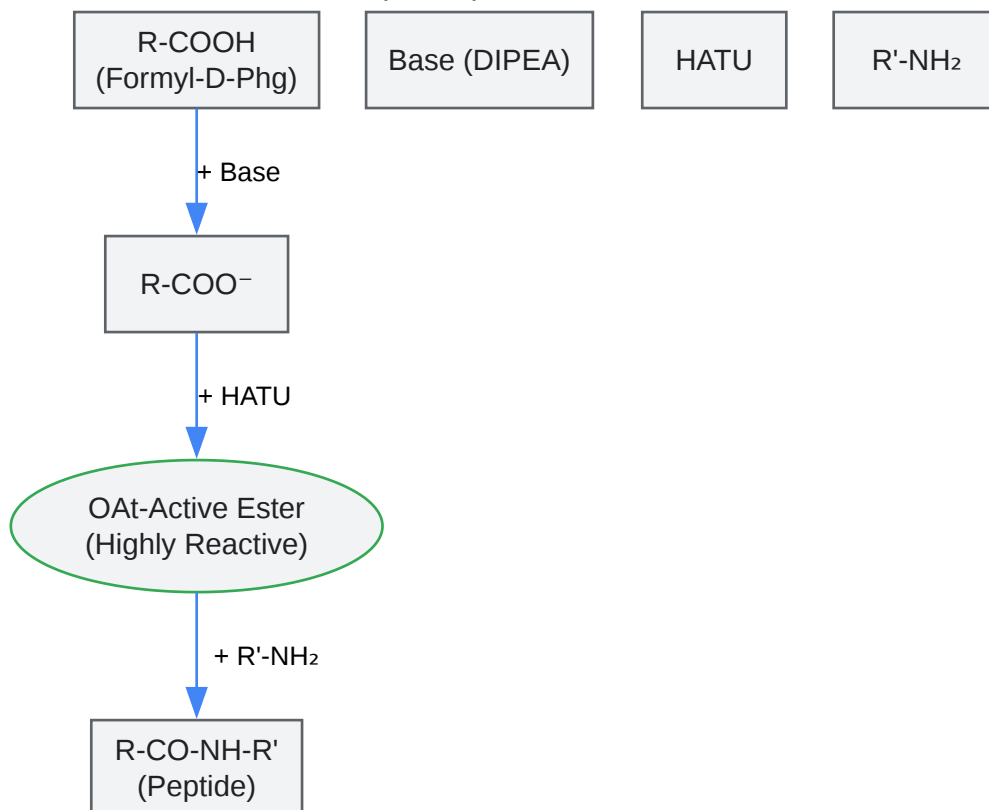 R-COOH
(Formyl-D-Phg)
Base (DIPEA)
HATU
R'-NH₂
+ Base
R-COO⁻
+ HATU
OAt-Active Ester
(Highly Reactive)
+ R'-NH₂
R-CO-NH-R'
(Peptide)